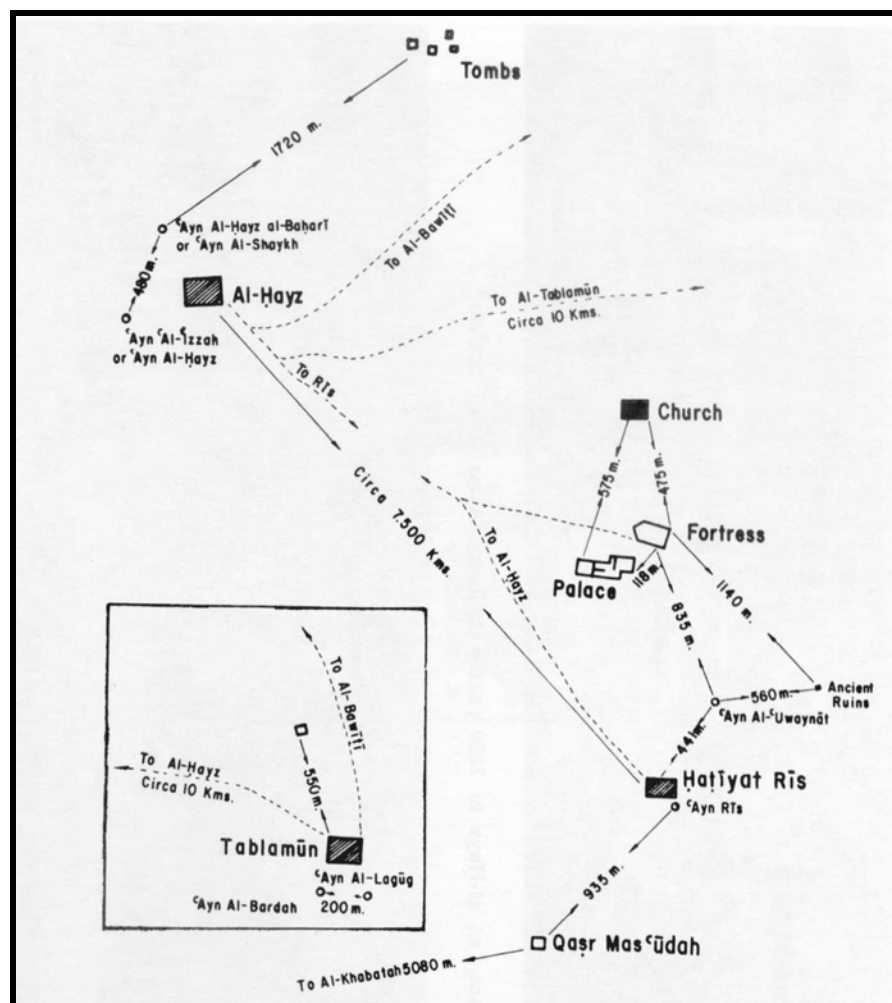 Tombs
1720 m.
ʿAyn Al-Ḥayz al-Baḥarī
or ʿAyn Al-Shaykh
To Al-Bawīṭī
480 m.
Al-Ḥayz
To Al-Tablamūn
Circa 10 Kms.
ʿAyn ʿAl-Izzah
or ʿAyn Al-Ḥayz
To Rīs
Church
Circa 7.500 Kms.
575 m.
475 m.
To Al-Hayz
Fortress
Palace
118 m.
1140 m.
835 m.
560 m.
Ancient
Ruins
ʿAyn Al-ʿUwaynāt
441 m.
Ḥaṭīyat Rīs
ʿAyn Rīs
935 m.
Qaṣr Masʿūdah
To Al-Khabatah 5080 m.
To Al-Bawīṭī
To Al-Ḥayz
Circa 10 Kms.
550 m.
Tablamūn
ʿAyn Al-Lagūg
ʿAyn Al-Bardah
200 m.